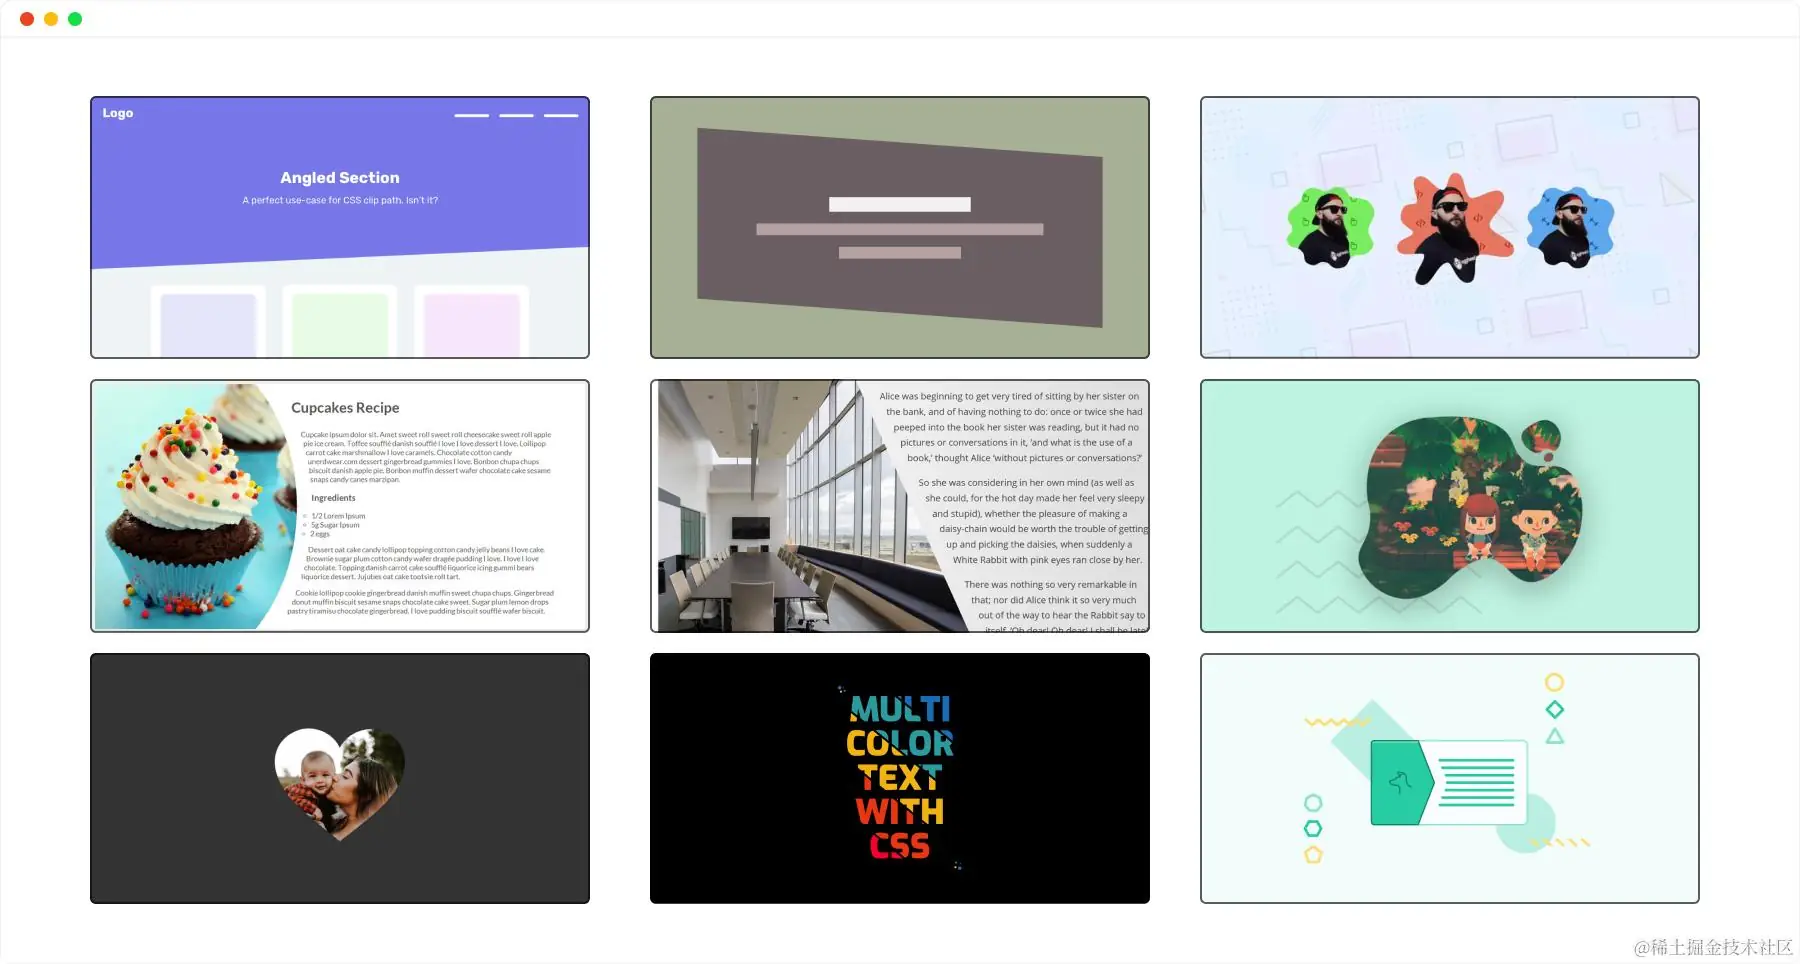 Logo
Angled Section
A perfect use-case for CSS clip path. Isn't it?
Cupcakes Recipe
Cupcake ipsum dolor sit. Amet sweet roll sweet roll cheesecake sweet roll apple
pie ice cream. Toffee soufflé danish soufflé I love I love I love dessert I love. Lollipop
carrot cake marshmallow I love caramels. Chocolate cotton candy
unerdwear.com dessert gingerbread gummies I love. Bonbon chupa chups
biscuit danish apple pie. Bonbon muffin dessert wafer chocolate cake sesame
snaps candy canes marzipan.
Ingredients
1/2 Lorem Ipsum
5g Sugar Ipsum
2 eggs
Dessert oat cake candy lollipop topping cotton candy jelly beans I love cake.
Brownie sugar plum cotton candy wafer dragée pudding I love. I love I love
chocolate. Topping danish carrot cake soufflé liquorice icing gummi bears
liquorice dessert. Jujubes oat cake tootsie roll tart.
Cookie lollipop cookie gingerbread danish muffin sweet chupa chups. Gingerbread
donut muffin biscuit sesame snaps chocolate cake sweet. Sugar plum lemon drops
pastry tiramisu chocolate gingerbread. I love pudding biscuit soufflé wafer biscuit.
Alice was beginning to get very tired of sitting by her sister on
the bank, and of having nothing to do: once or twice she had
peeped into the book her sister was reading, but it had no
pictures or conversations in it, 'and what is the use of a
book,' thought Alice 'without pictures or conversations?'
So she was considering in her own mind (as well as
she could, for the hot day made her feel very sleepy
and stupid), whether the pleasure of making a
daisy-chain would be worth the trouble of getting
up and picking the daisies, when suddenly a
White Rabbit with pink eyes ran close by her.
There was nothing so very remarkable in
that; nor did Alice think it so very much
out of the way to hear the Rabbit say to
itself, 'Oh dear! Oh dear! I shall be late!
MULTI
COLOR
TEXT
WITH
CSS
@稀土掘金技术社区